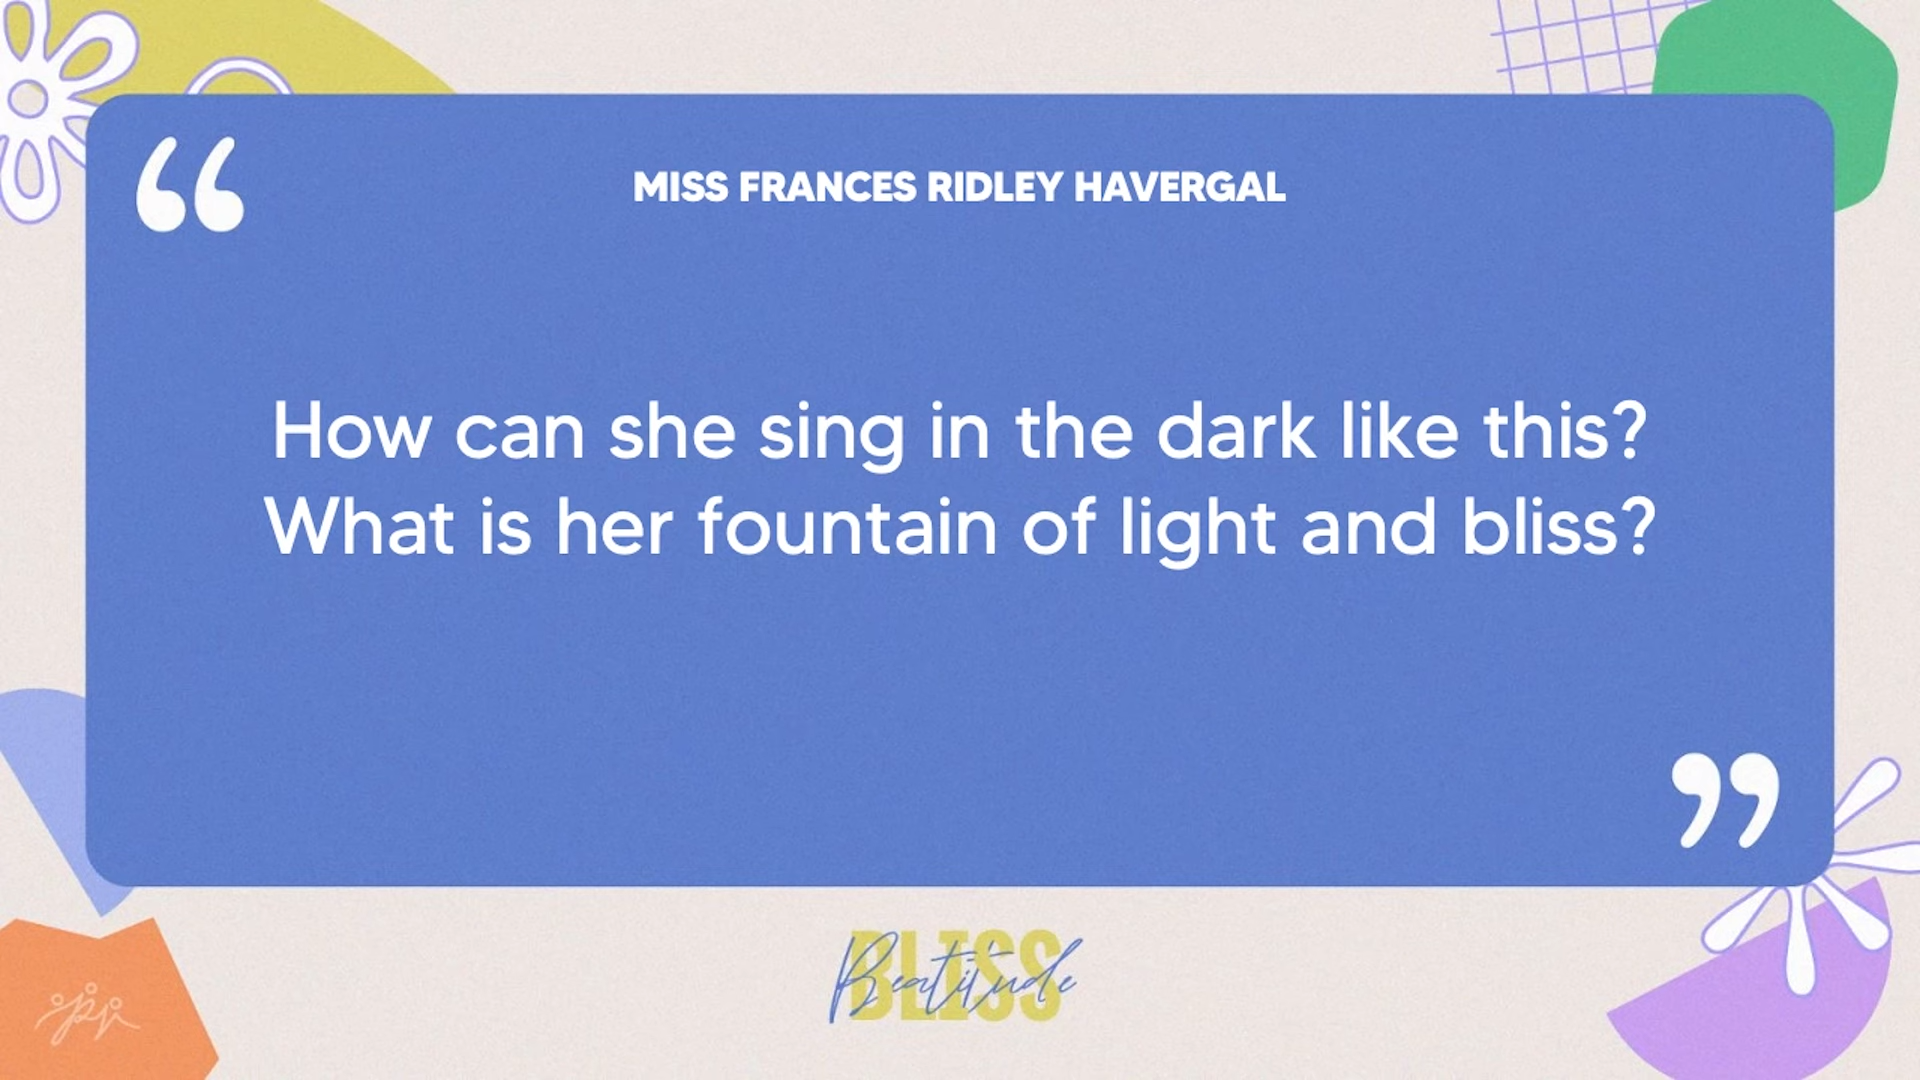 “
MISS FRANCES RIDLEY HAVERGAL
How can she sing in the dark like this?
What is her fountain of light and bliss?
”
BLISS
Beatitude